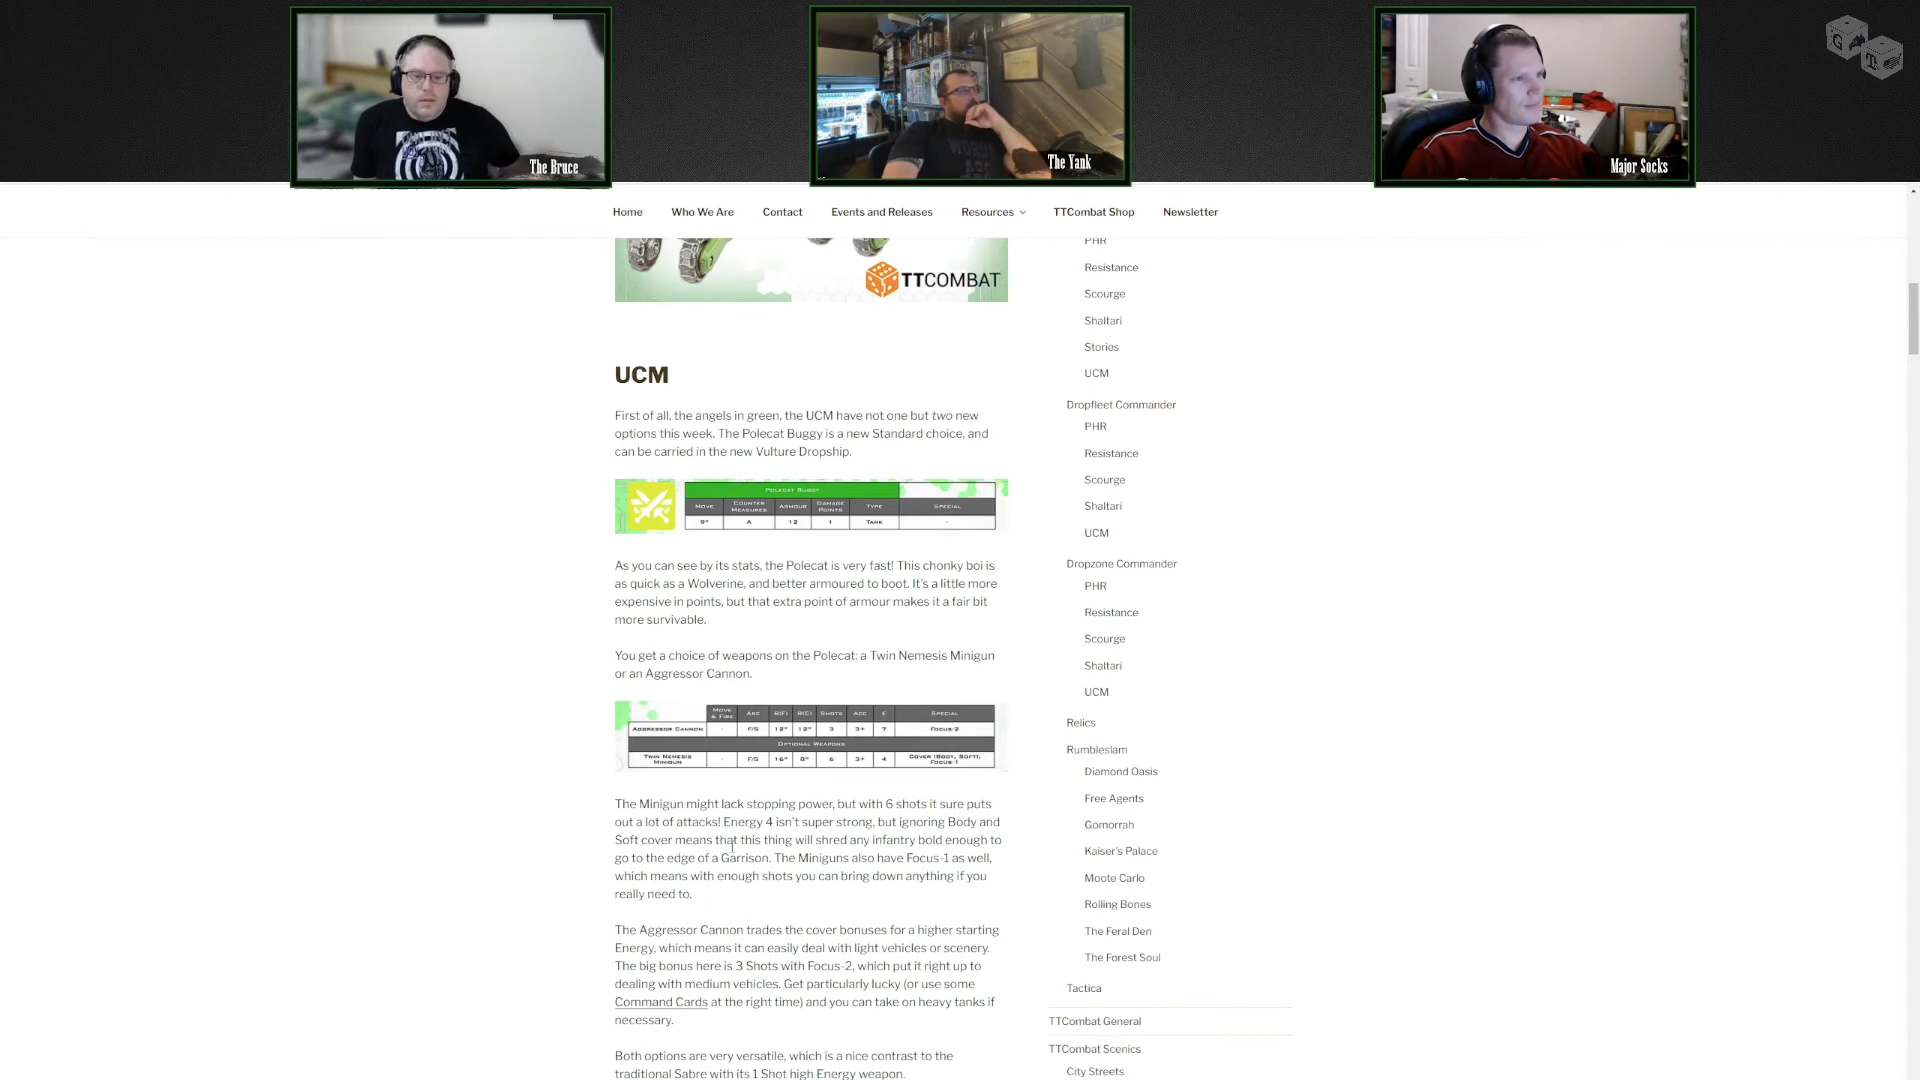 The Bruce
The Yank
Major Socks
G
T
Home Who We Are Contact Events and Releases Resources TTCombat Shop Newsletter
TTCOMBAT
UCM
First of all, the angels in green, the UCM have not one but two new
options this week. The Polecat Buggy is a new Standard choice, and
can be carried in the new Vulture Dropship.
Polecat Buggy
Move Counter Measures Armour Damage Points Type Special
9" A 12 1 Tank -
As you can see by its stats, the Polecat is very fast! This chonky boi is
as quick as a Wolverine, and better armoured to boot. It's a little more
expensive in points, but that extra point of armour makes it a fair bit
more survivable.
You get a choice of weapons on the Polecat: a Twin Nemesis Minigun
or an Aggressor Cannon.
Move & Fire Arc R(F) R(C) Shots Acc E Special
Aggressor Cannon - F/S 12" 12" 3 3+ 7 Focus-2
Optional Weapons
Twin Nemesis Minigun - F/S 16" 8" 6 3+ 4 Cover (Body, Soft), Focus-1
The Minigun might lack stopping power, but with 6 shots it sure puts
out a lot of attacks! Energy 4 isn't super strong, but ignoring Body and
Soft cover means that this thing will shred any infantry bold enough to
go to the edge of a Garrison. The Miniguns also have Focus-1 as well,
which means with enough shots you can bring down anything if you
really need to.
The Aggressor Cannon trades the cover bonuses for a higher starting
Energy, which means it can easily deal with light vehicles or scenery.
The big bonus here is 3 Shots with Focus-2, which put it right up to
dealing with medium vehicles. Get particularly lucky (or use some
Command Cards at the right time) and you can take on heavy tanks if
necessary.
Both options are very versatile, which is a nice contrast to the
traditional Sabre with its 1 Shot high Energy weapon.
PHR
Resistance
Scourge
Shaltari
Stories
UCM
Dropfleet Commander
PHR
Resistance
Scourge
Shaltari
UCM
Dropzone Commander
PHR
Resistance
Scourge
Shaltari
UCM
Relics
Rumbleslam
Diamond Oasis
Free Agents
Gomorrah
Kaiser's Palace
Moote Carlo
Rolling Bones
The Feral Den
The Forest Soul
Tactica
TTCombat General
TTCombat Scenics
City Streets